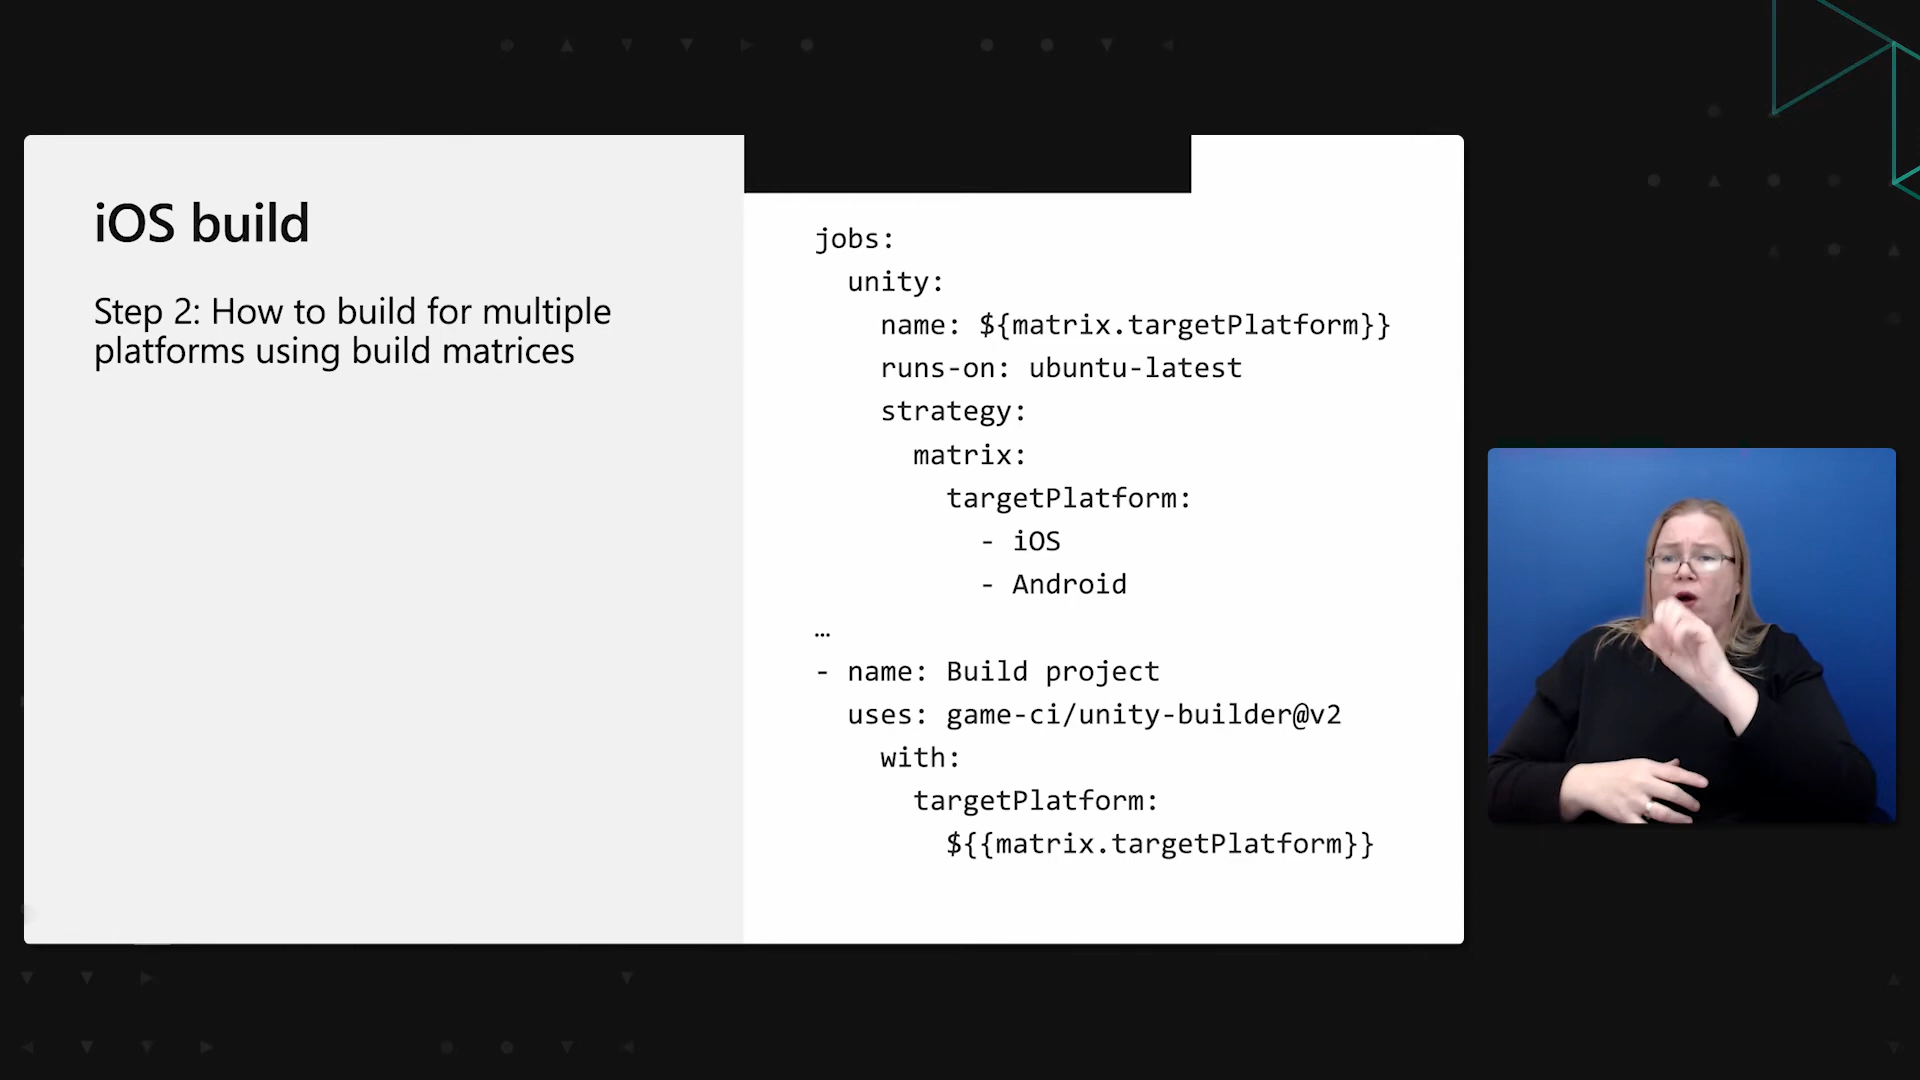 iOS build
Step 2: How to build for multiple
platforms using build matrices
jobs:
unity:
name: ${matrix.targetPlatform}}
runs-on: ubuntu-latest
strategy:
matrix:
targetPlatform:
- iOS
- Android
…
- name: Build project
uses: game-ci/unity-builder@v2
with:
targetPlatform:
${{matrix.targetPlatform}}